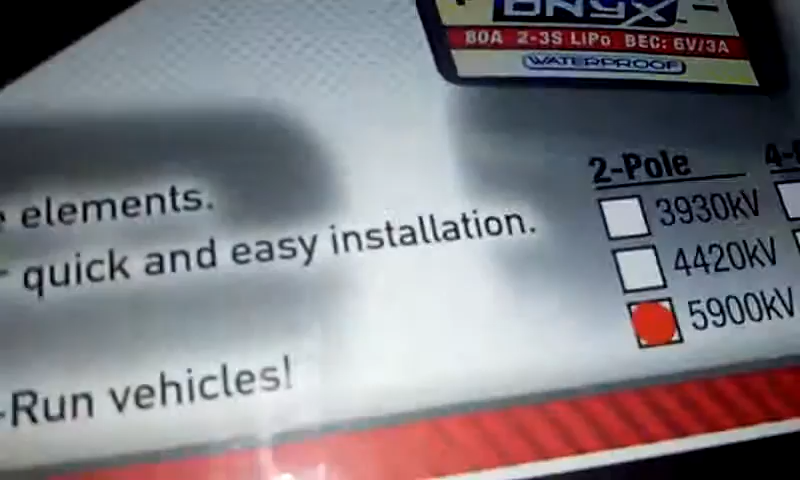 ONYX
80A 2-3S LiPo BEC: 6V/3A
WATERPROOF
2-Pole
3930kV
4420kV
5900kV
elements.
- quick and easy installation.
-Run vehicles!